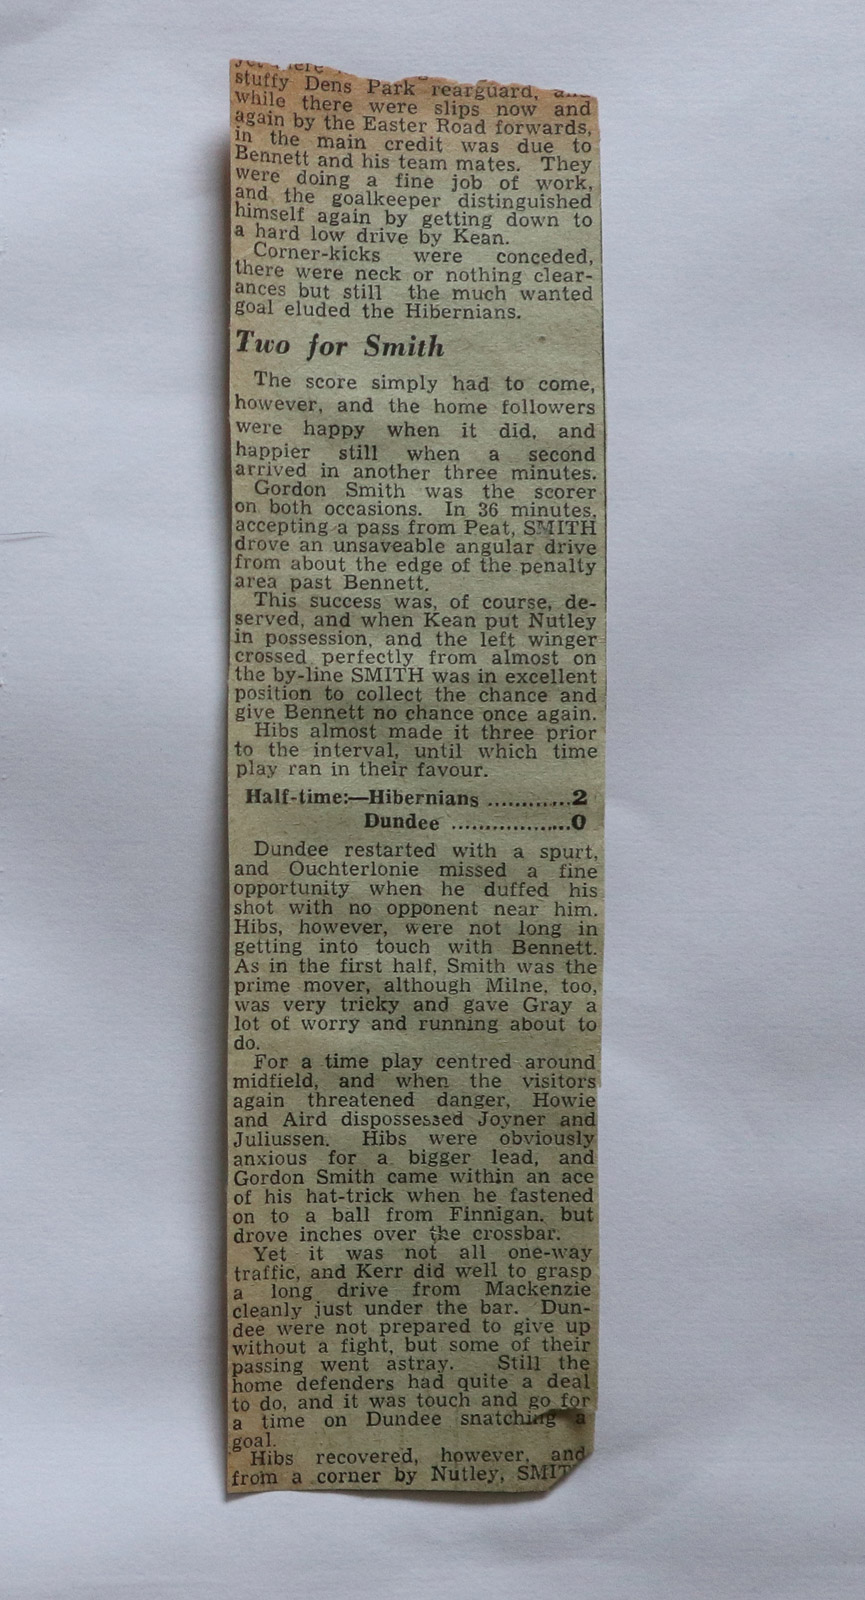 stuffy Dens Park rearguard,
while there were slips now and
again by the Easter Road forwards,
in the main credit was due to
Bennett and his team mates. They
were doing a fine job of work,
and the goalkeeper distinguished
himself again by getting down to
a hard low drive by Kean.
Corner-kicks were conceded,
there were neck or nothing clear-
ances but still the much wanted
goal eluded the Hibernians.
Two for Smith
The score simply had to come,
however, and the home followers
were happy when it did, and
happier still when a second
arrived in another three minutes.
Gordon Smith was the scorer
on both occasions. In 36 minutes,
accepting a pass from Peat, SMITH
drove an unsaveable angular drive
from about the edge of the penalty
area past Bennett.
This success was, of course, de-
served, and when Kean put Nutley
in possession, and the left winger
crossed perfectly from almost on
the by-line SMITH was in excellent
position to collect the chance and
give Bennett no chance once again.
Hibs almost made it three prior
to the interval, until which time
play ran in their favour.
Half-time:—Hibernians ............2
Dundee ..................0
Dundee restarted with a spurt,
and Ouchterlonie missed a fine
opportunity when he duffed his
shot with no opponent near him.
Hibs, however, were not long in
getting into touch with Bennett.
As in the first half, Smith was the
prime mover, although Milne, too,
was very tricky and gave Gray a
lot of worry and running about to
do.
For a time play centred around
midfield, and when the visitors
again threatened danger, Howie
and Aird dispossessed Joyner and
Juliussen. Hibs were obviously
anxious for a bigger lead, and
Gordon Smith came within an ace
of his hat-trick when he fastened
on to a ball from Finnigan, but
drove inches over the crossbar.
Yet it was not all one-way
traffic, and Kerr did well to grasp
a long drive from Mackenzie
cleanly just under the bar. Dun-
dee were not prepared to give up
without a fight, but some of their
passing went astray. Still the
home defenders had quite a deal
to do, and it was touch and go for
a time on Dundee snatching a
goal.
Hibs recovered, however, and
from a corner by Nutley, SMIT